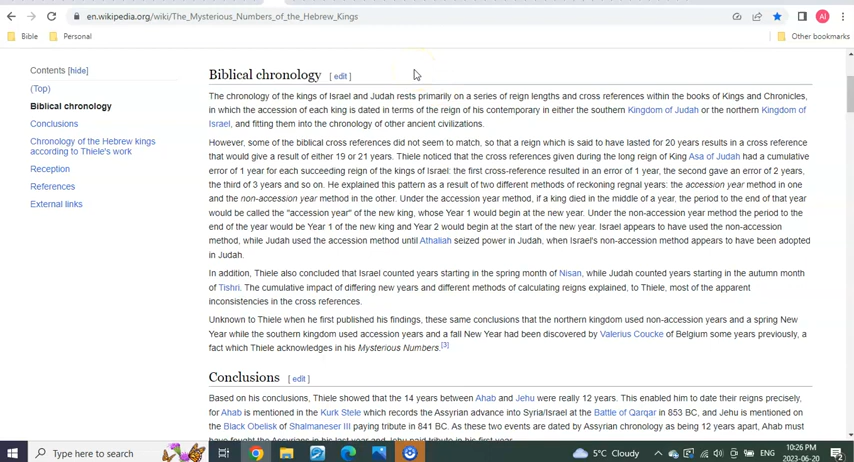 en.wikipedia.org/wiki/The_Mysterious_Numbers_of_the_Hebrew_Kings
AI
Bible Personal Other bookmarks
Contents [hide]
(Top)
Biblical chronology
Conclusions
Chronology of the Hebrew kings
according to Thiele's work
Reception
References
External links
Biblical chronology [ edit ]
The chronology of the kings of Israel and Judah rests primarily on a series of reign lengths and cross references within the books of Kings and Chronicles,
in which the accession of each king is dated in terms of the reign of his contemporary in either the southern Kingdom of Judah or the northern Kingdom of
Israel, and fitting them into the chronology of other ancient civilizations.
However, some of the biblical cross references did not seem to match, so that a reign which is said to have lasted for 20 years results in a cross reference
that would give a result of either 19 or 21 years. Thiele noticed that the cross references given during the long reign of King Asa of Judah had a cumulative
error of 1 year for each succeeding reign of the kings of Israel: the first cross-reference resulted in an error of 1 year, the second gave an error of 2 years,
the third of 3 years and so on. He explained this pattern as a result of two different methods of reckoning regnal years: the accession year method in one
and the non-accession year method in the other. Under the accession year method, if a king died in the middle of a year, the period to the end of that year
would be called the "accession year" of the new king, whose Year 1 would begin at the new year. Under the non-accession year method the period to the
end of the year would be Year 1 of the new king and Year 2 would begin at the start of the new year. Israel appears to have used the non-accession
method, while Judah used the accession method until Athaliah seized power in Judah, when Israel's non-accession method appears to have been adopted
in Judah.
In addition, Thiele also concluded that Israel counted years starting in the spring month of Nisan, while Judah counted years starting in the autumn month
of Tishri. The cumulative impact of differing new years and different methods of calculating reigns explained, to Thiele, most of the apparent
inconsistencies in the cross references.
Unknown to Thiele when he first published his findings, these same conclusions that the northern kingdom used non-accession years and a spring New
Year while the southern kingdom used accession years and a fall New Year had been discovered by Valerius Coucke of Belgium some years previously, a
fact which Thiele acknowledges in his Mysterious Numbers.[3]
Conclusions [ edit ]
Based on his conclusions, Thiele showed that the 14 years between Ahab and Jehu were really 12 years. This enabled him to date their reigns precisely,
for Ahab is mentioned in the Kurk Stele which records the Assyrian advance into Syria/Israel at the Battle of Qarqar in 853 BC, and Jehu is mentioned on
the Black Obelisk of Shalmaneser III paying tribute in 841 BC. As these two events are dated by Assyrian chronology as being 12 years apart, Ahab must
have fought the Assyrians in his last year and Jehu paid tribute in his first year.
Type here to search
5°C Cloudy
ENG
10:26 PM
2023-06-20
2